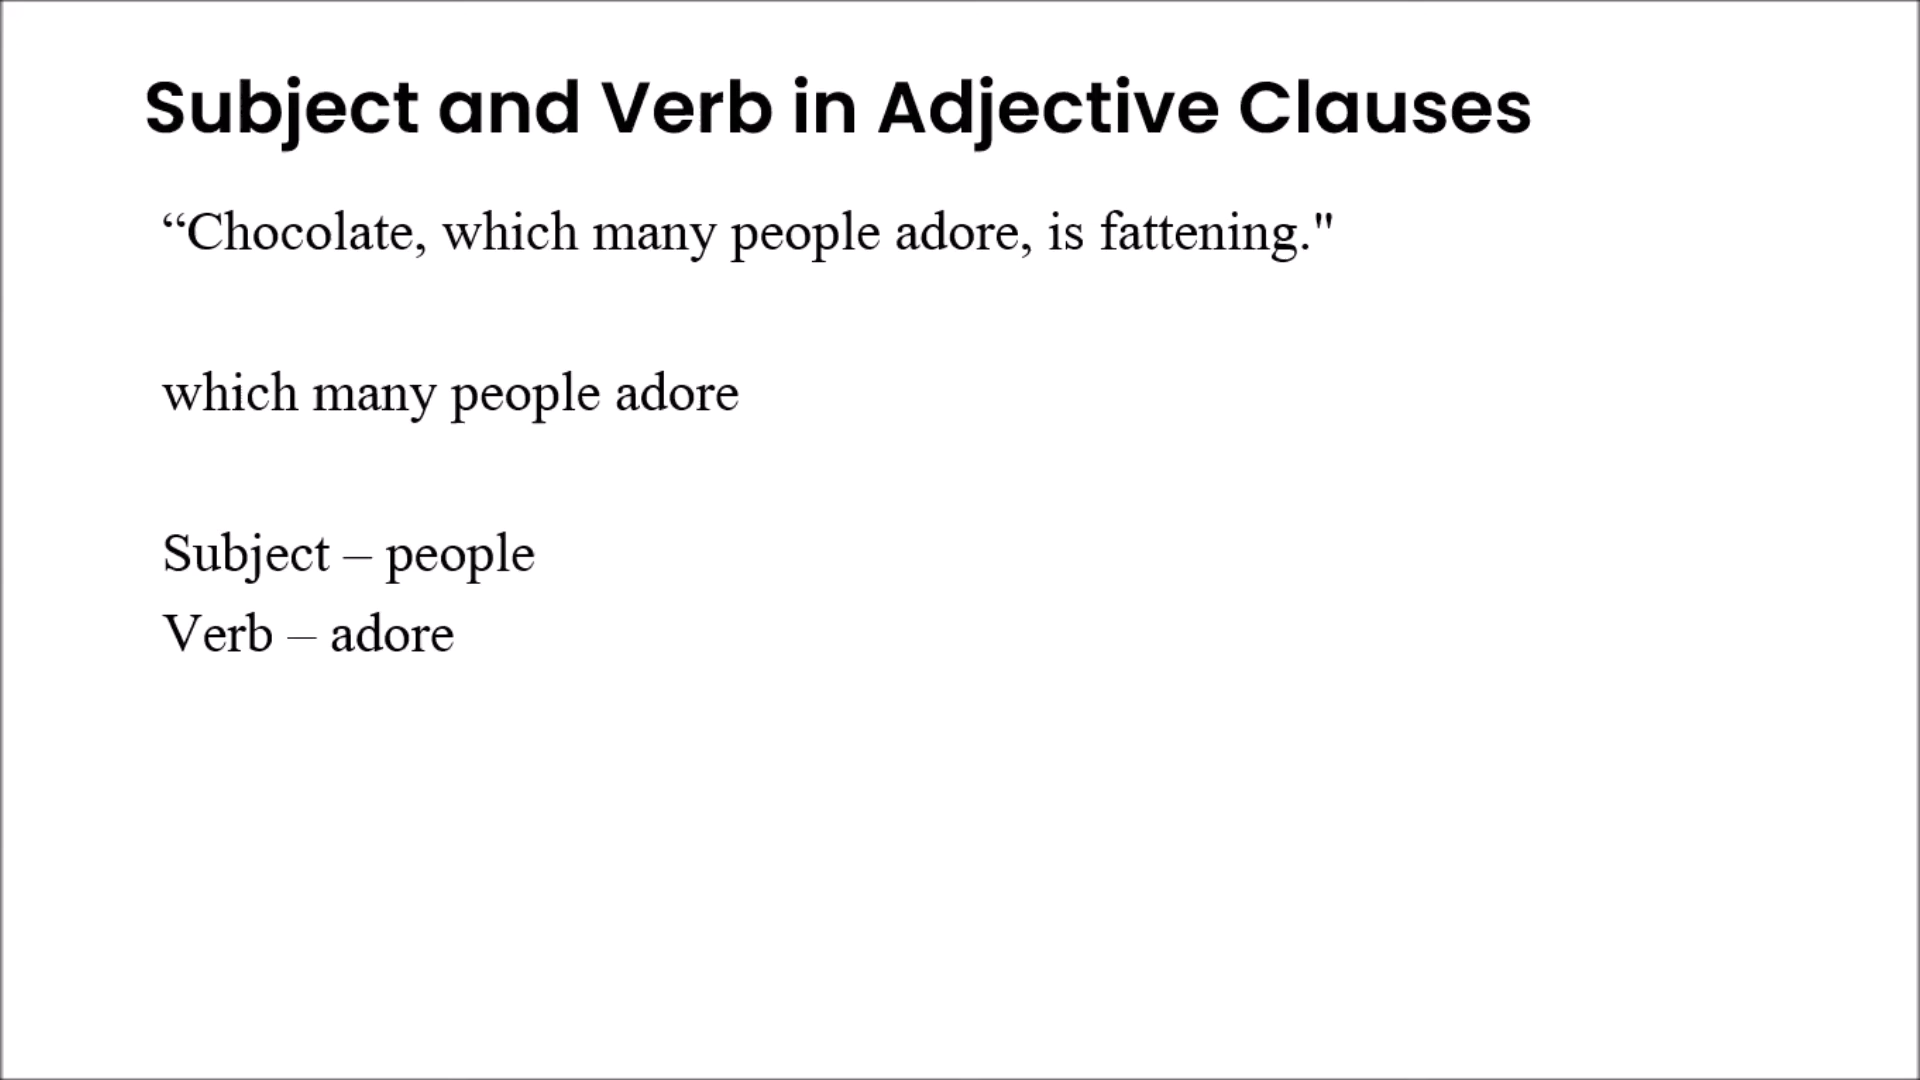 Subject and Verb in Adjective Clauses
“Chocolate, which many people adore, is fattening."
which many people adore
Subject – people
Verb – adore